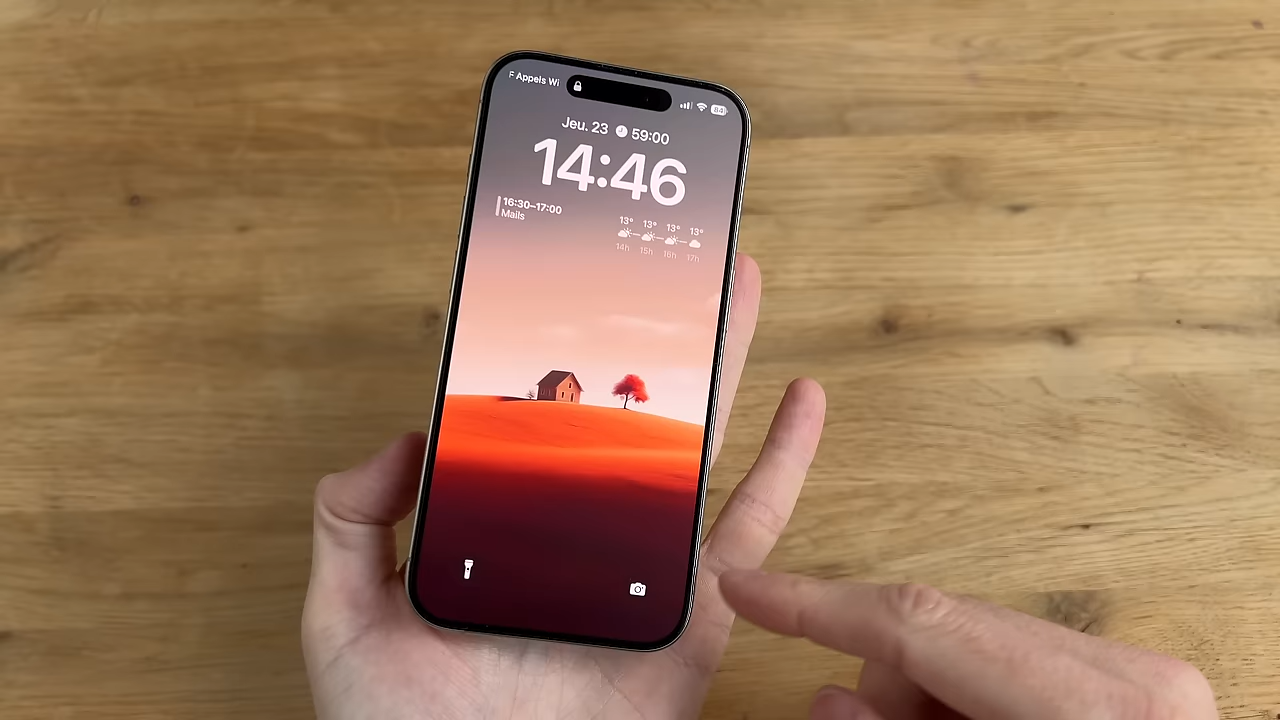 F Appels Wi
84
Jeu. 23 59:00
14:46
16:30–17:00
Mails
13° 13° 13° 13°
14h 15h 16h 17h